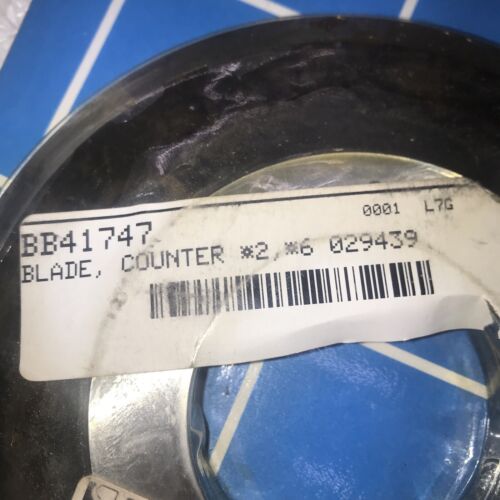 0001 L7G
BB41747
BLADE, COUNTER *2,*6 029439